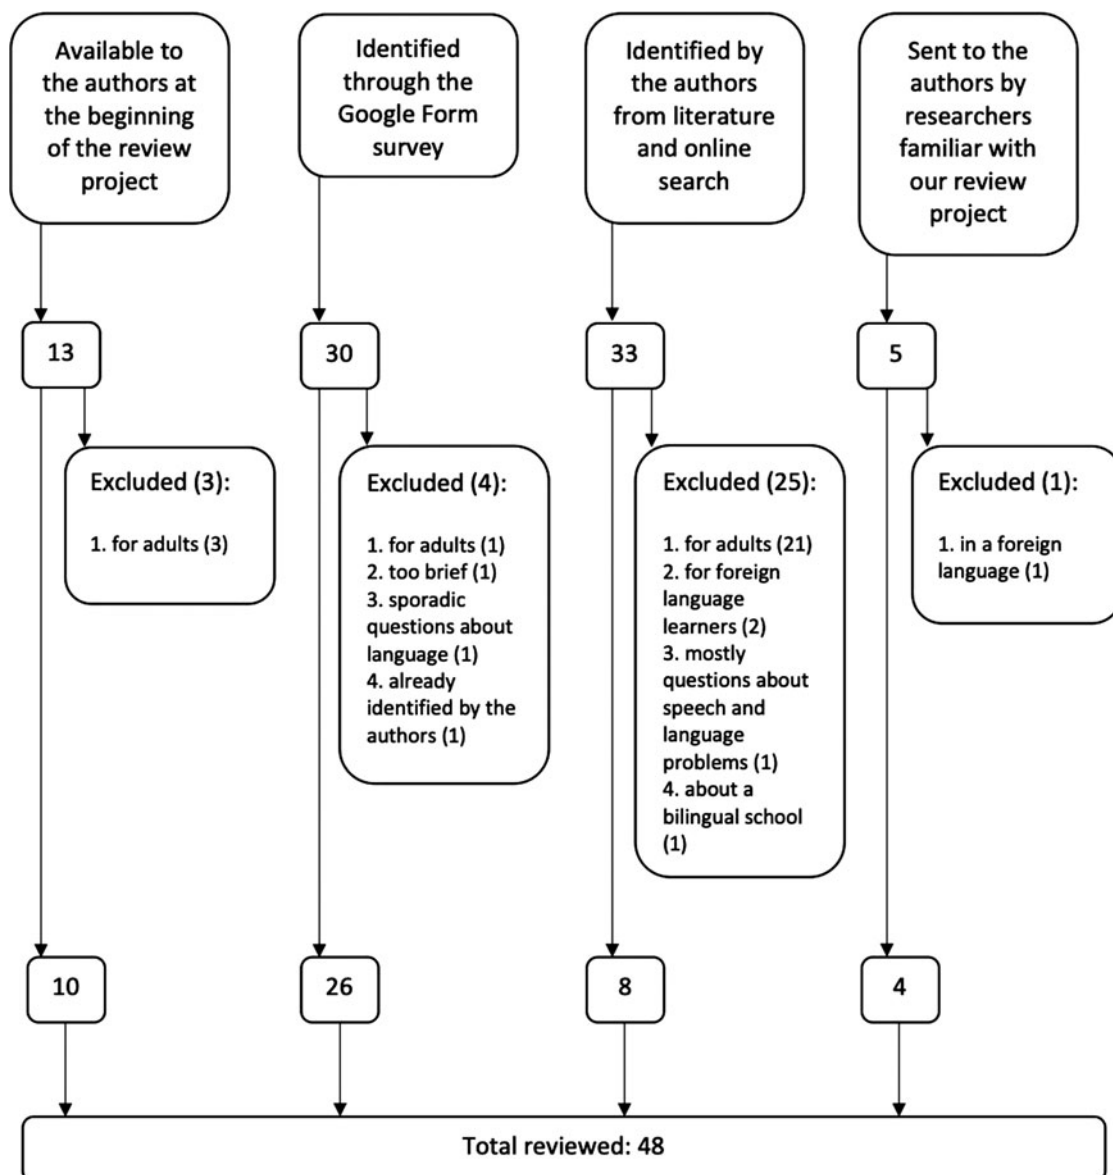 Available to
the authors at
the beginning
of the review
project
Identified
through the
Google Form
survey
Identified by
the authors
from literature
and online
search
Sent to the
authors by
researchers
familiar with
our review
project
13
30
33
5
Excluded (3):
1. for adults (3)
Excluded (4):
1. for adults (1)
2. too brief (1)
3. sporadic
questions about
language (1)
4. already
identified by the
authors (1)
Excluded (25):
1. for adults (21)
2. for foreign
language
learners (2)
3. mostly
questions about
speech and
language
problems (1)
4. about a
bilingual school
(1)
Excluded (1):
1. in a foreign
language (1)
10
26
8
4
Total reviewed: 48